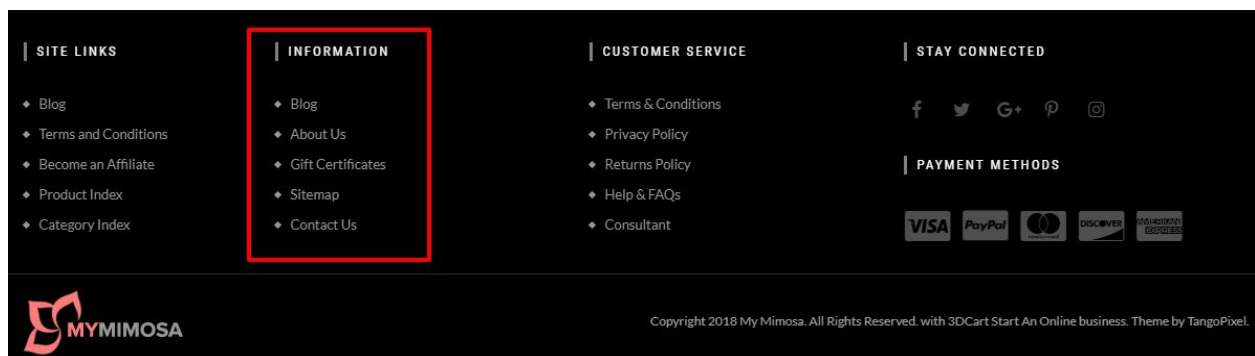 SITE LINKS
Blog
Terms and Conditions
Become an Affiliate
Product Index
Category Index
INFORMATION
Blog
About Us
Gift Certificates
Sitemap
Contact Us
CUSTOMER SERVICE
Terms & Conditions
Privacy Policy
Returns Policy
Help & FAQs
Consultant
STAY CONNECTED
G+
PAYMENT METHODS
VISA PayPal DISCOVER AMERICAN EXPRESS
MYMIMOSA
Copyright 2018 My Mimosa. All Rights Reserved. with 3DCart Start An Online business. Theme by TangoPixel.